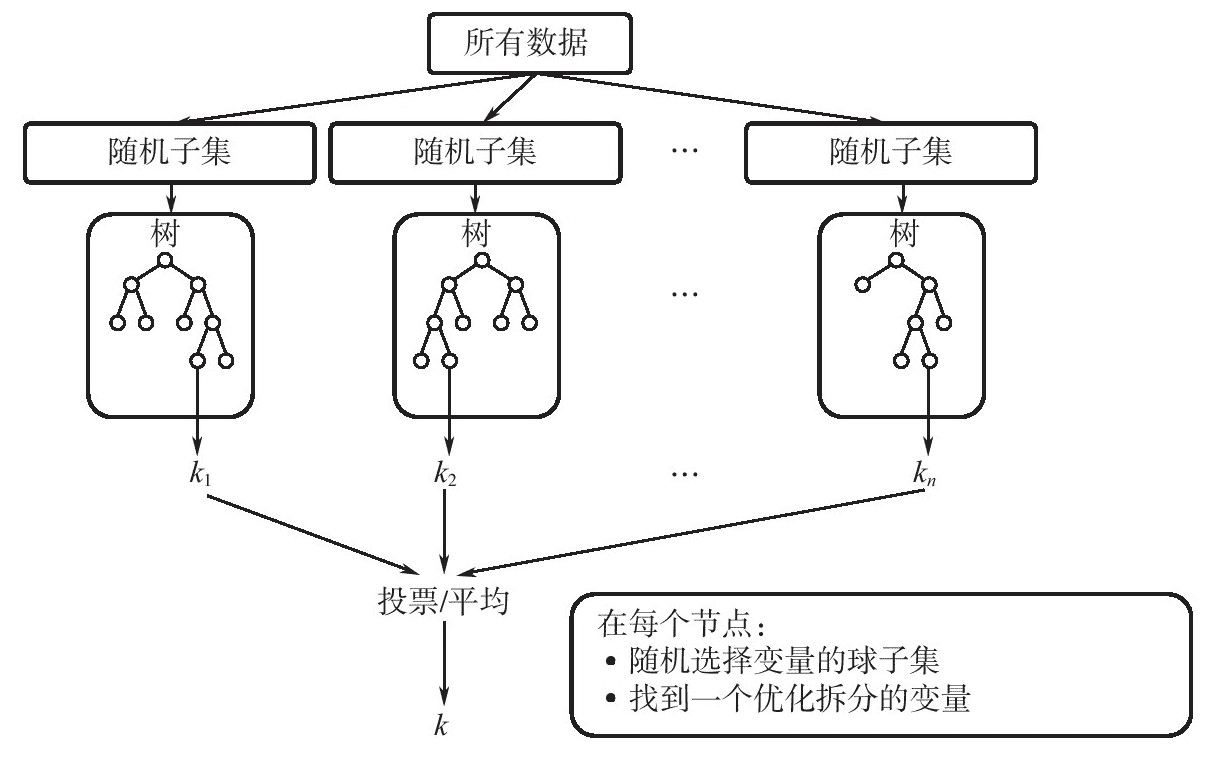 所有数据
随机子集 随机子集 … 随机子集
树 树 树
…
k1 k2 … kn
投票/平均
k
在每个节点：
• 随机选择变量的球子集
• 找到一个优化拆分的变量